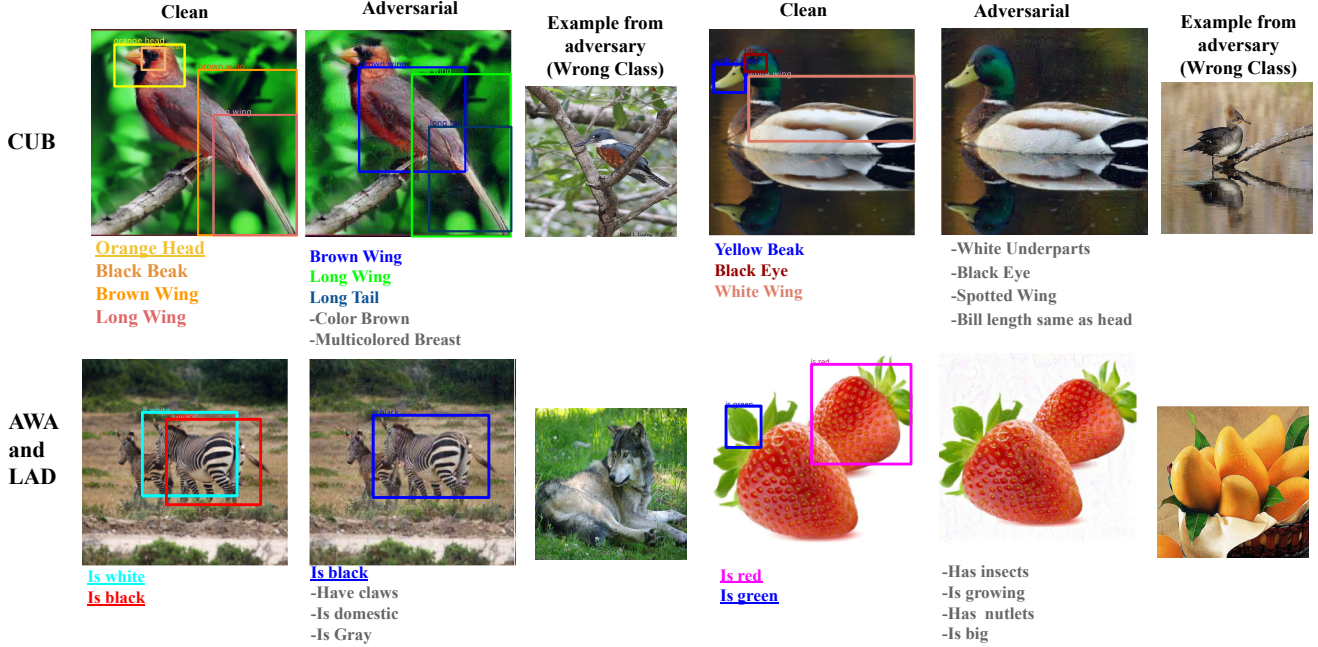 Clean
Adversarial
Example from
adversary
(Wrong Class)
Clean
Adversarial
Example from
adversary
(Wrong Class)
CUB
orange head
brown wing
long wing
brown wing
long tail
white wing
Orange Head
Black Beak
Brown Wing
Long Wing
Brown Wing
Long Wing
Long Tail
-Color Brown
-Multicolored Breast
Yellow Beak
Black Eye
White Wing
-White Underparts
-Black Eye
-Spotted Wing
-Bill length same as head
AWA
and
LAD
is black
is black
is green
is red
Is white
Is black
Is black
-Have claws
-Is domestic
-Is Gray
Is red
Is green
-Has insects
-Is growing
-Has nutlets
-Is big